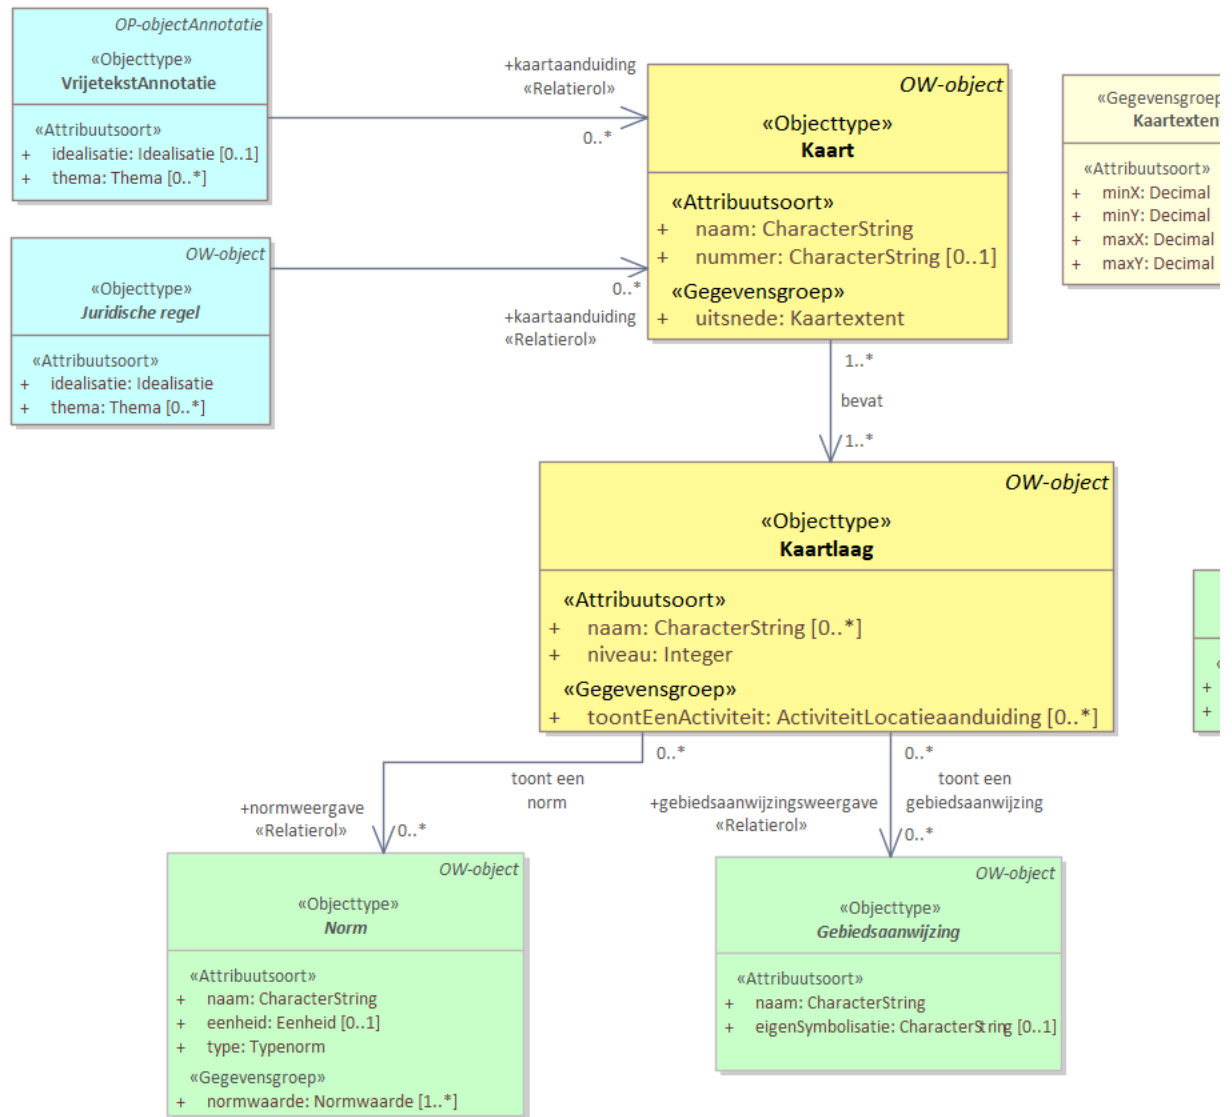 OP-objectAnnotatie
«Objecttype»
VrijetekstAnnotatie
«Attribuutsoort»
+ idealisatie: Idealisatie [0..1]
+ thema: Thema [0..*]
+kaartaanduiding
«Relatierol»
0..*
OW-object
«Objecttype»
Kaart
«Attribuutsoort»
+ naam: CharacterString
+ nummer: CharacterString [0..1]
«Gegevensgroep»
+ uitsnede: Kaartextent
«Gegevensgroep
Kaartextent
«Attribuutsoort»
+ minX: Decimal
+ minY: Decimal
+ maxX: Decimal
+ maxY: Decimal
OW-object
«Objecttype»
Juridische regel
«Attribuutsoort»
+ idealisatie: Idealisatie
+ thema: Thema [0..*]
0..*
+kaartaanduiding
«Relatierol»
1..*
bevat
1..*
OW-object
«Objecttype»
Kaartlaag
«Attribuutsoort»
+ naam: CharacterString [0..*]
+ niveau: Integer
«Gegevensgroep»
+ toontEenActiviteit: ActiviteitLocatieaanduiding [0..*]
«
+
+
0..*
toont een
norm
+normweergave
«Relatierol»
0..*
0..*
toont een
gebiedsaanwijzing
+gebiedsaanwijzingsweergave
«Relatierol»
0..*
OW-object
«Objecttype»
Norm
«Attribuutsoort»
+ naam: CharacterString
+ eenheid: Eenheid [0..1]
+ type: Typenorm
«Gegevensgroep»
+ normwaarde: Normwaarde [1..*]
OW-object
«Objecttype»
Gebiedsaanwijzing
«Attribuutsoort»
+ naam: CharacterString
+ eigenSymbolisatie: CharacterString [0..1]